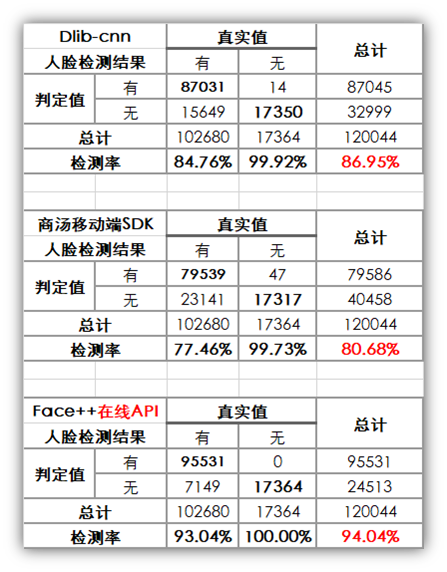 Dlib-cnn 真实值 总计
人脸检测结果 有 无
判定值 有 87031 14 87045
无 15649 17350 32999
总计 102680 17364 120044
检测率 84.76% 99.92% 86.95%
商汤移动端SDK 真实值 总计
人脸检测结果 有 无
判定值 有 79539 47 79586
无 23141 17317 40458
总计 102680 17364 120044
检测率 77.46% 99.73% 80.68%
Face++在线API 真实值 总计
人脸检测结果 有 无
判定值 有 95531 0 95531
无 7149 17364 24513
总计 102680 17364 120044
检测率 93.04% 100.00% 94.04%